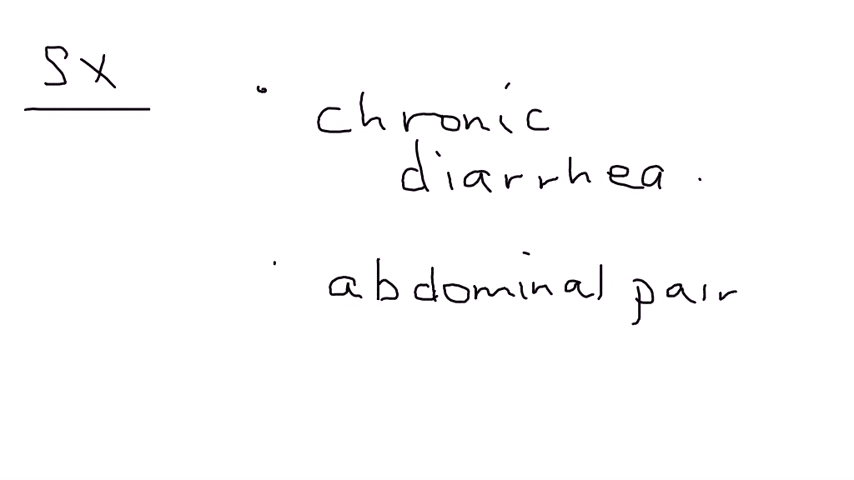 SX
• chronic
diarrhea.
• abdominal pair